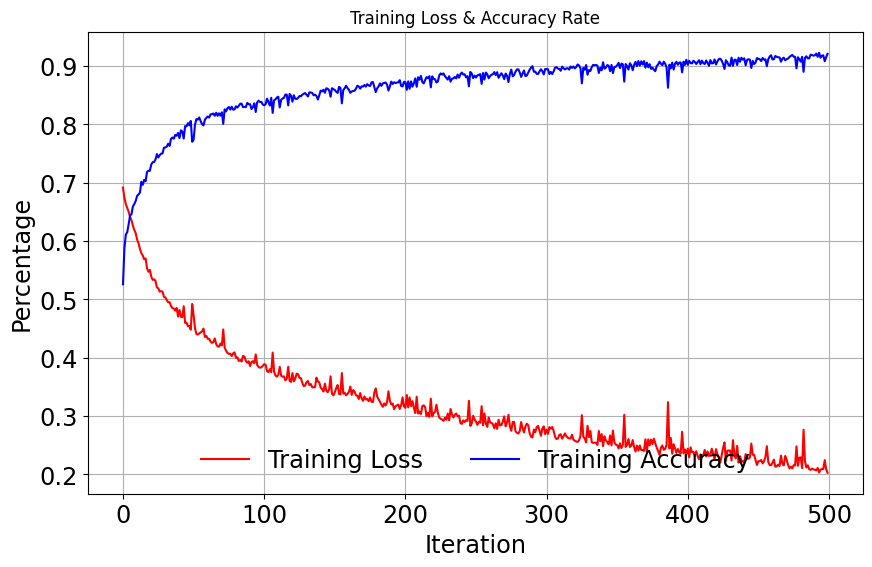 Training Loss & Accuracy Rate
Percentage
0.9
0.8
0.7
0.6
0.5
0.4
0.3
0.2
Training Loss
Training Accuracy
0
100
200
300
400
500
Iteration